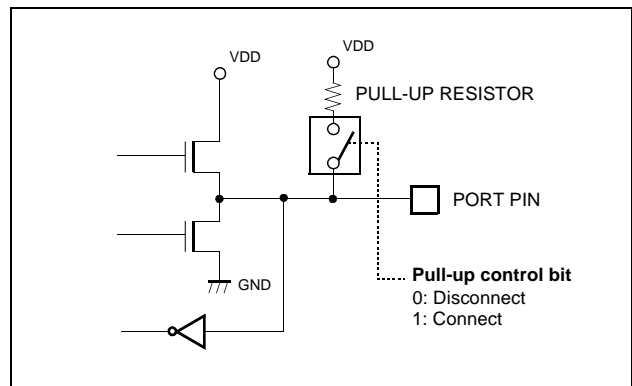 VDD
VDD
PULL-UP RESISTOR
PORT PIN
GND
Pull-up control bit
0: Disconnect
1: Connect